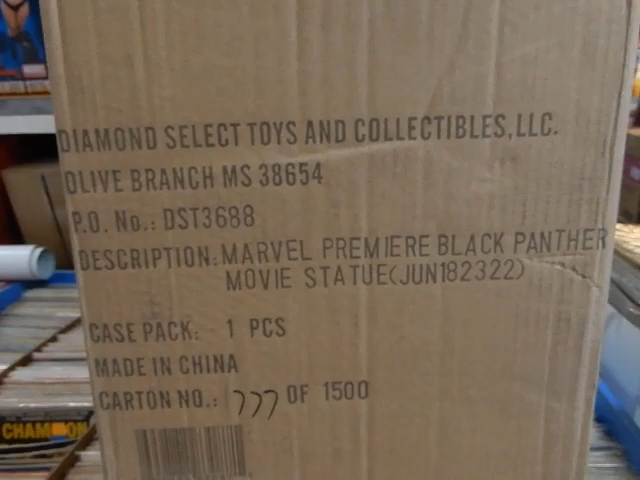 DIAMOND SELECT TOYS AND COLLECTIBLES,LLC.
OLIVE BRANCH MS 38654
P.O. No.: DST3688
DESCRIPTION: MARVEL PREMIERE BLACK PANTHER
MOVIE STATUE(JUN182322)
CASE PACK: 1 PCS
MADE IN CHINA
CARTON NO.: 777 OF 1500
CHAMPION